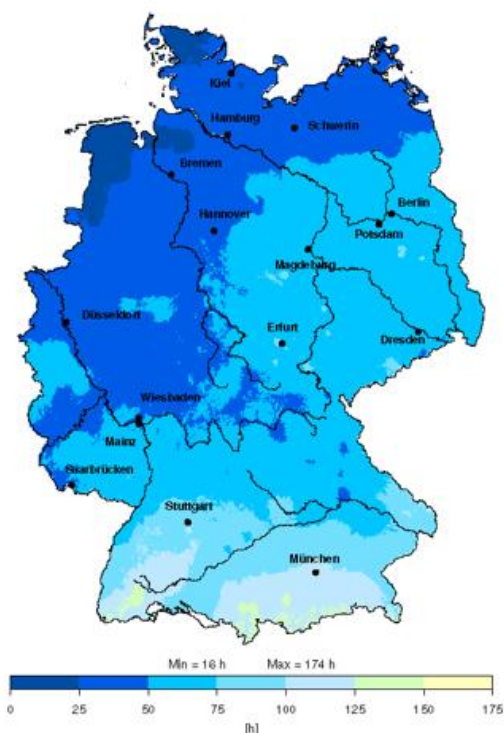 Kiel
Hamburg
Schwerin
Bremen
Berlin
Hannover
Potsdam
Magdeburg
Düsseldorf
Erfurt
Dresden
Wiesbaden
Mainz
Saarbrücken
Stuttgart
München
Min = 16 h Max = 174 h
0 25 50 75 100 125 150 175
[h]